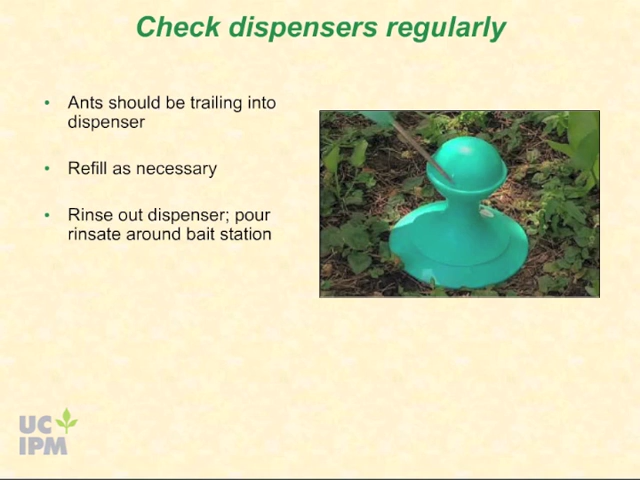 Check dispensers regularly
• Ants should be trailing into
dispenser
• Refill as necessary
• Rinse out dispenser; pour
rinsate around bait station
UC
IPM